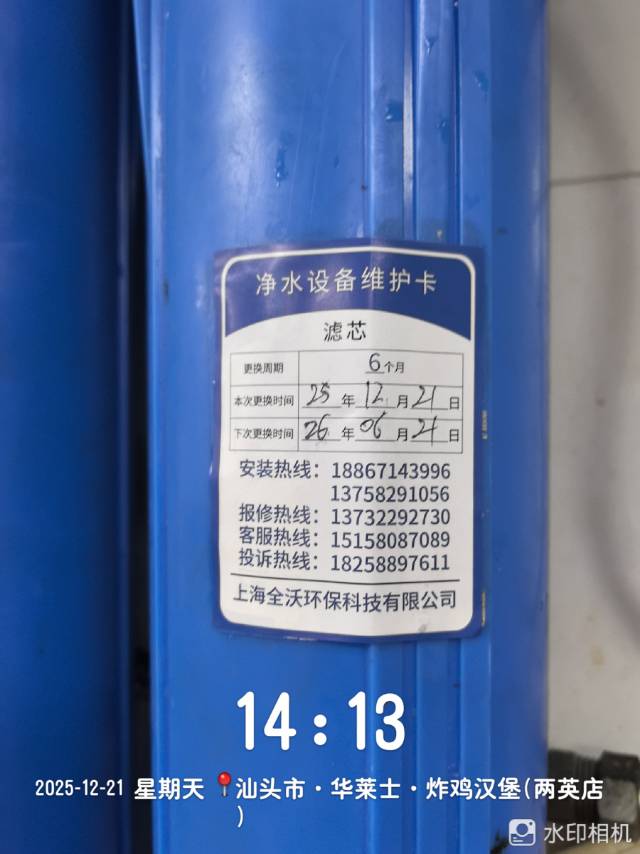 净水设备维护卡
滤芯
更换周期 6个月
本次更换时间 25年12月21日
下次更换时间 26年06月21日
安装热线：18867143996
13758291056
报修热线：13732292730
客服热线：15158087089
投诉热线：18258897611
上海全沃环保科技有限公司
14:13
2025-12-21 星期天 汕头市·华莱士·炸鸡汉堡(两英店
)
水印相机